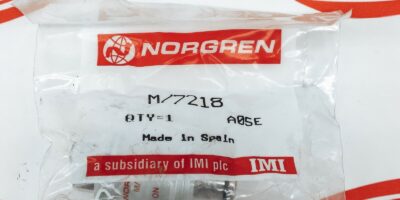 NORGREN
M/7218
QTY=1 A05E
Made in Spain
a subsidiary of IMI plc IMI